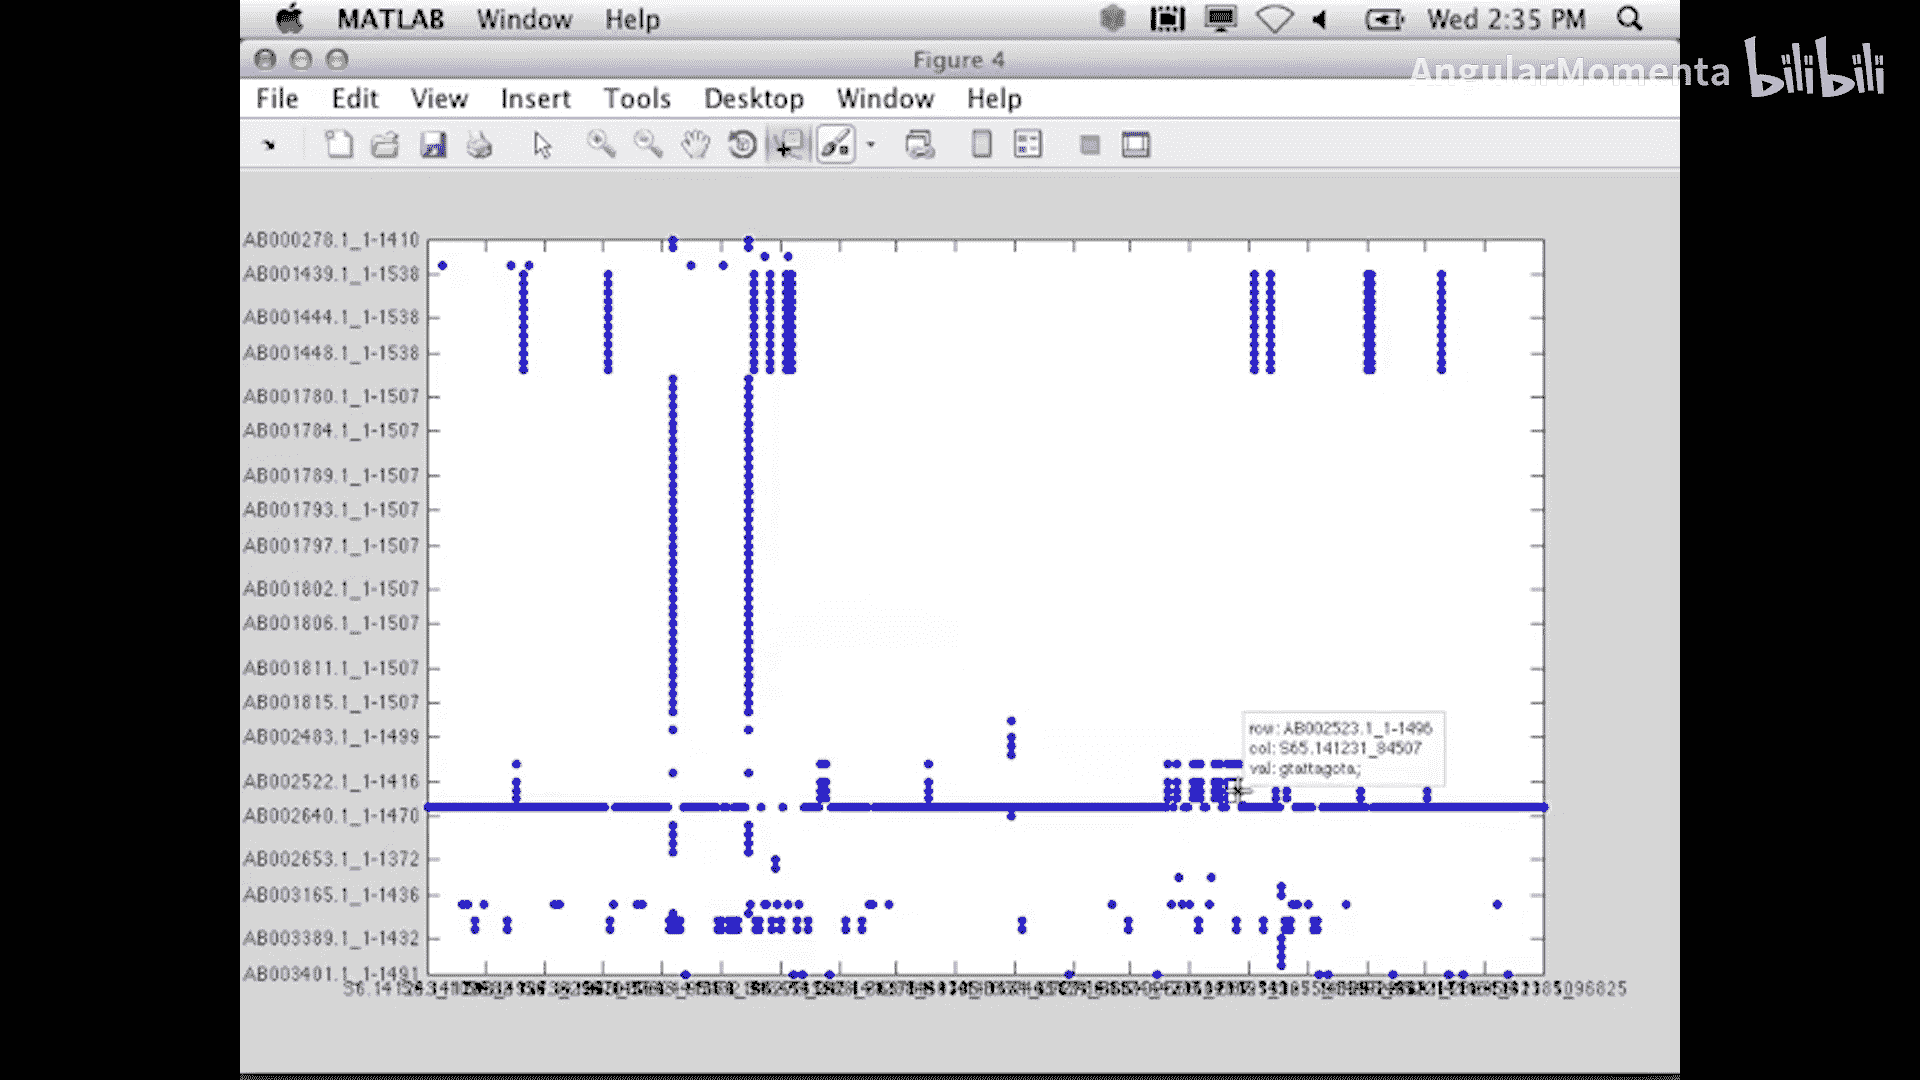 MATLAB Window Help Wed 2:35 PM
Figure 4
AngularMomenta bilibili
File Edit View Insert Tools Desktop Window Help
AB000278.1_1-1410
AB001439.1_1-1538
AB001444.1_1-1538
AB001448.1_1-1538
AB001780.1_1-1507
AB001784.1_1-1507
AB001789.1_1-1507
AB001793.1_1-1507
AB001797.1_1-1507
AB001802.1_1-1507
AB001806.1_1-1507
AB001811.1_1-1507
AB001815.1_1-1507
AB002483.1_1-1499
row: AB002523.1_1-1496
col: S65.141231_84507
val: gtattagota;
AB002522.1_1-1416
AB002640.1_1-1470
AB002653.1_1-1372
AB003165.1_1-1436
AB003389.1_1-1432
AB003401.1_1-1491